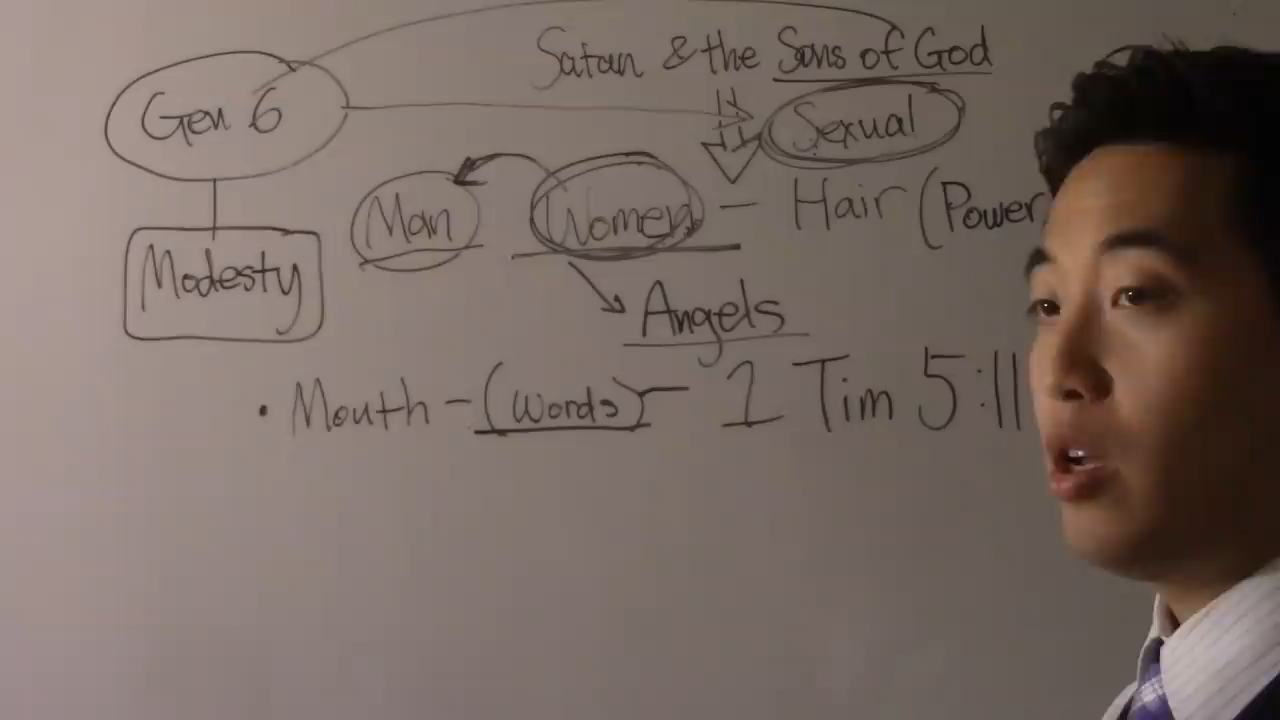 Satan & the Sons of God
Gen 6
Sexual
Man Women - Hair (Power
Modesty
Angels
• Mouth - (Words) - 1 Tim 5:11